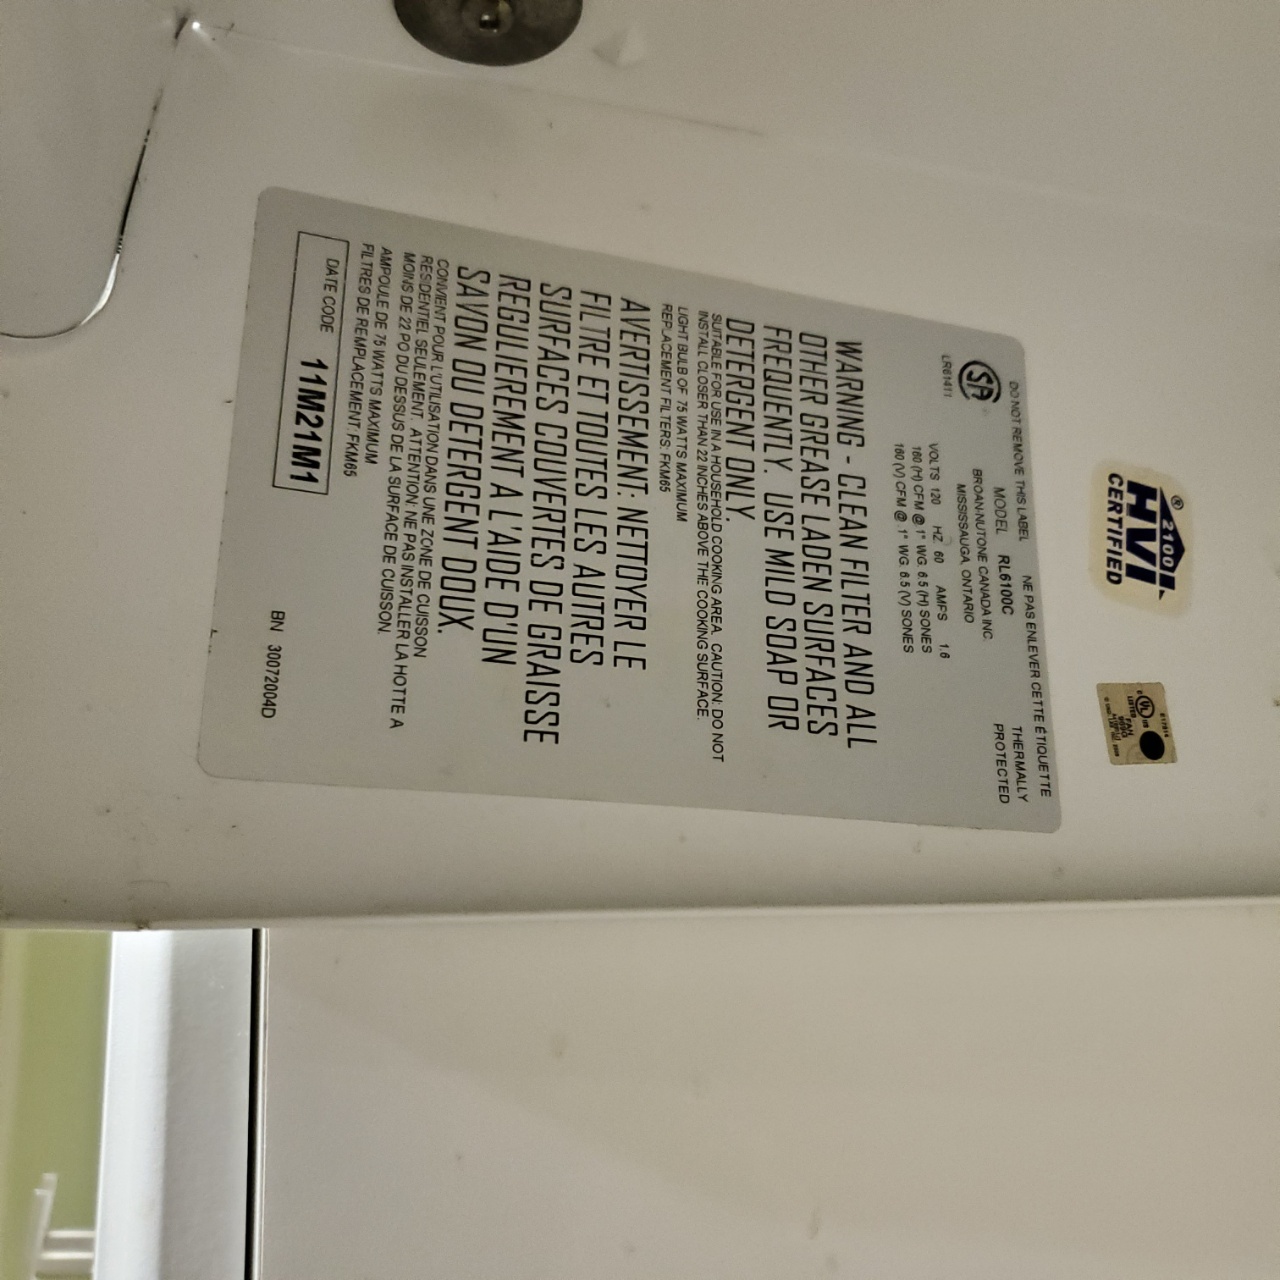 ® 2100
HVI
CERTIFIED
UL
LISTED
FAN
DO NOT REMOVE THIS LABEL NE PAS ENLEVER CETTE ÉTIQUETTE
LR61411
MODEL RL6100C
THERMALLY
PROTECTED
BROAN-NUTONE CANADA INC.
MISSISSAUGA, ONTARIO
VOLTS 120 HZ 60 AMPS 1.6
160 (H) CFM @ .1" WG. 6.5 (H) SONES
160 (V) CFM @ .1" WG. 6.5 (V) SONES
WARNING - CLEAN FILTER AND ALL
OTHER GREASE LADEN SURFACES
FREQUENTLY. USE MILD SOAP OR
DETERGENT ONLY.
SUITABLE FOR USE IN A HOUSEHOLD COOKING AREA. CAUTION: DO NOT
INSTALL CLOSER THAN 22 INCHES ABOVE THE COOKING SURFACE.
LIGHT BULB OF 75 WATTS MAXIMUM
REPLACEMENT FILTERS: FKM65
AVERTISSEMENT: NETTOYER LE
FILTRE ET TOUTES LES AUTRES
SURFACES COUVERTES DE GRAISSE
REGULIEREMENT A L'AIDE D'UN
SAVON OU DETERGENT DOUX.
CONVIENT POUR L'UTILISATION DANS UNE ZONE DE CUISSON
RESIDENTIEL SEULEMENT. ATTENTION: NE PAS INSTALLER LA HOTTE A
MOINS DE 22 PO DU DESSUS DE LA SURFACE DE CUISSON.
AMPOULE DE 75 WATTS MAXIMUM
FILTRES DE REMPLACEMENT: FKM65
DATE CODE 11M21M1
BN 30072004D